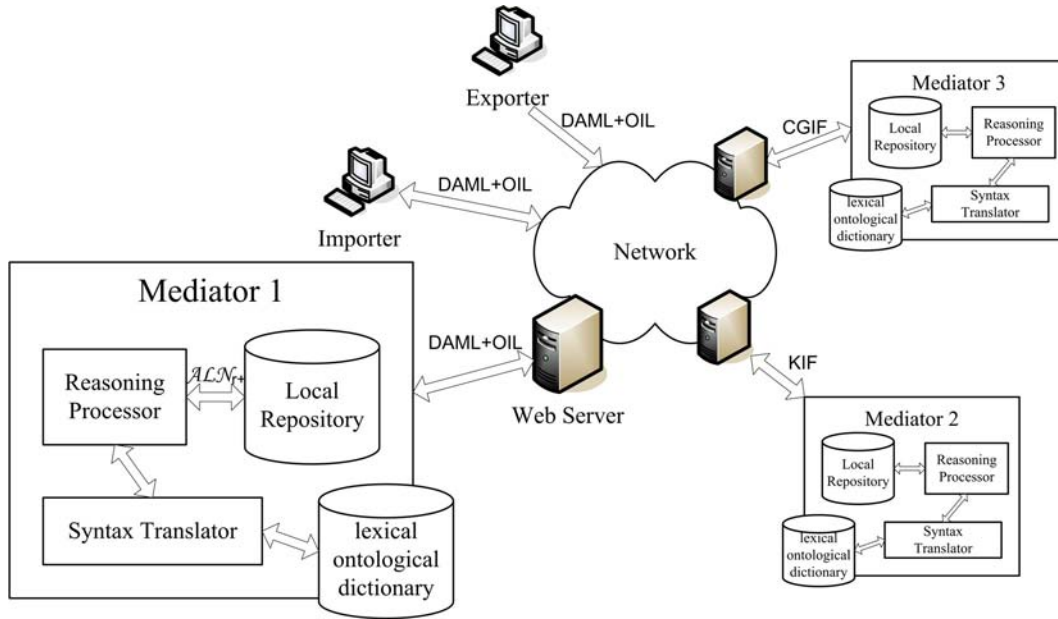 Exporter
DAML+OIL
Importer
DAML+OIL
Network
CGIF
Mediator 3
Local
Repository
Reasoning
Processor
Syntax
Translator
lexical
ontological
dictionary
Mediator 1
Reasoning
Processor
𝒜ℒ𝒩r+
Local
Repository
Syntax Translator
lexical
ontological
dictionary
DAML+OIL
Web Server
KIF
Mediator 2
Local
Repository
Reasoning
Processor
Syntax
Translator
lexical
ontological
dictionary